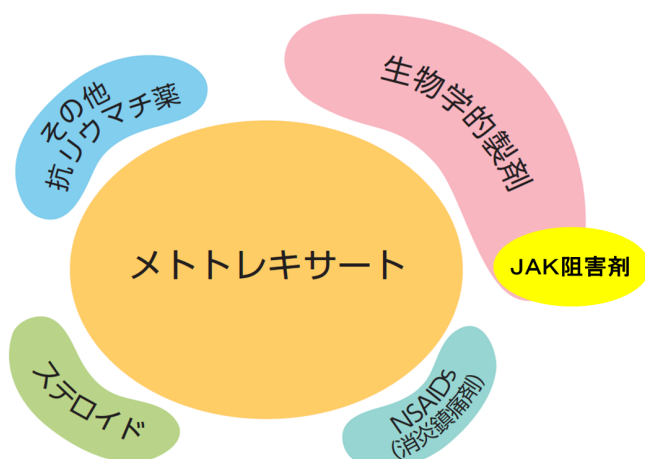 その他
抗リウマチ薬
生物学的製剤
メトトレキサート
JAK阻害剤
ステロイド
NSAIDs
(消炎鎮痛剤)